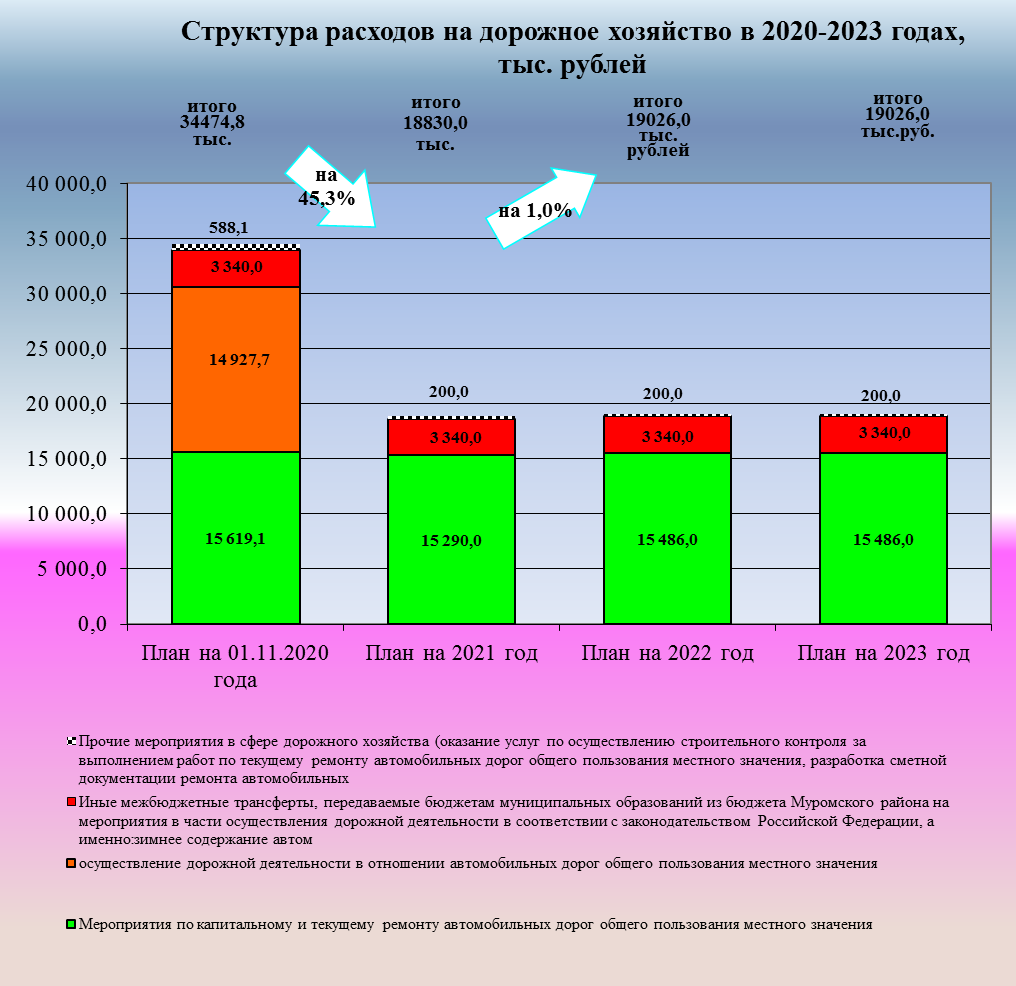 Структура расходов на дорожное хозяйство в 2020-2023 годах,
тыс. рублей
итого
34474,8
тыс.
итого
18830,0
тыс.
итого
19026,0
тыс.
рублей
итого
19026,0
тыс.руб.
на
45,3%
на 1,0%
40 000,0
35 000,0
30 000,0
25 000,0
20 000,0
15 000,0
10 000,0
5 000,0
0,0
588,1
3 340,0
14 927,7
15 619,1
200,0
3 340,0
15 290,0
200,0
3 340,0
15 486,0
200,0
3 340,0
15 486,0
План на 01.11.2020
года
План на 2021 год
План на 2022 год
План на 2023 год
Прочие мероприятия в сфере дорожного хозяйства (оказание услуг по осуществлению строительного контроля за
выполнением работ по текущему ремонту автомобильных дорог общего пользования местного значения, разработка сметной
документации ремонта автомобильных
Иные межбюджетные трансферты, передаваемые бюджетам муниципальных образований из бюджета Муромского района на
мероприятия в части осуществления дорожной деятельности в соответствии с законодательством Российской Федерации, а
именно:зимнее содержание автом
осуществление дорожной деятельности в отношении автомобильных дорог общего пользования местного значения
Мероприятия по капитальному и текущему ремонту автомобильных дорог общего пользования местного значения